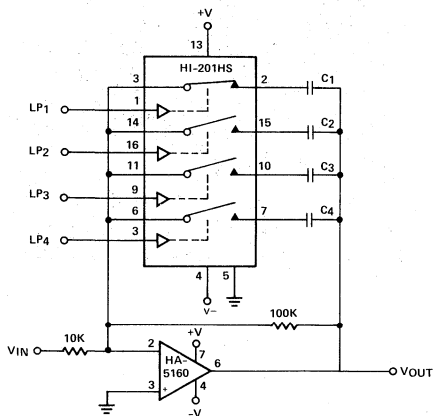 +V
13
HI-201HS
3 2 C1
LP1 1
14 15 C2
LP2 16
11 10 C3
LP3 9
6 7 C4
LP4 3
4 5
V-
100K
10K +V
VIN 2 HA-5160 7 6 VOUT
3 + 4
-V